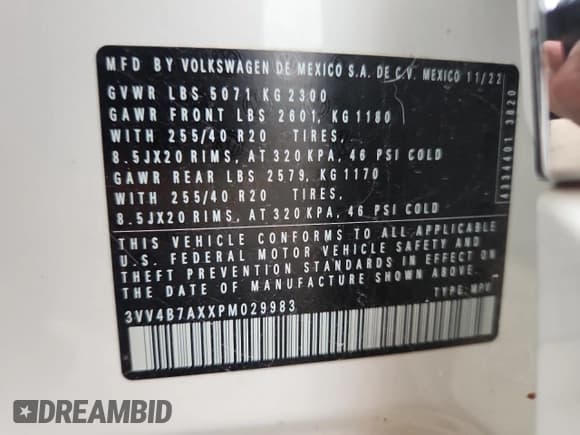 MFD BY VOLKSWAGEN DE MEXICO S.A. DE C.V. MEXICO 11/22
GVWR LBS 5071 KG 2300
GAWR FRONT LBS 2601, KG 1180
WITH 255/40 R20 TIRES,
8.5JX20 RIMS, AT 320 KPA, 46 PSI COLD
GAWR REAR LBS 2579, KG 1170
WITH 255/40 R20 TIRES,
8.5JX20 RIMS, AT 320 KPA, 46 PSI COLD
THIS VEHICLE CONFORMS TO ALL APPLICABLE
U.S. FEDERAL MOTOR VEHICLE SAFETY AND
THEFT PREVENTION STANDARDS IN EFFECT ON
THE DATE OF MANUFACTURE SHOWN ABOVE.
3VV4B7AXXPM029983 TYPE: MPV
4334401 3820
DREAMBID